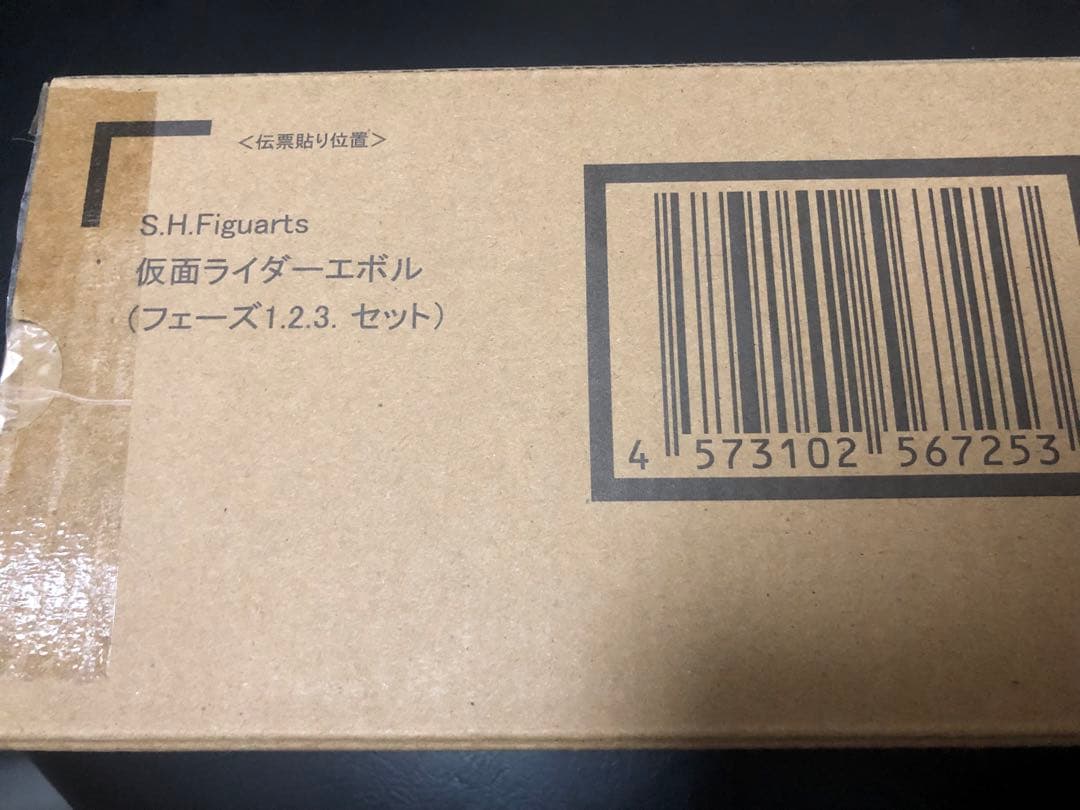 <伝票貼り位置>
S.H.Figuarts
仮面ライダーエボル
(フェーズ1.2.3. セット)
4 573102 567253